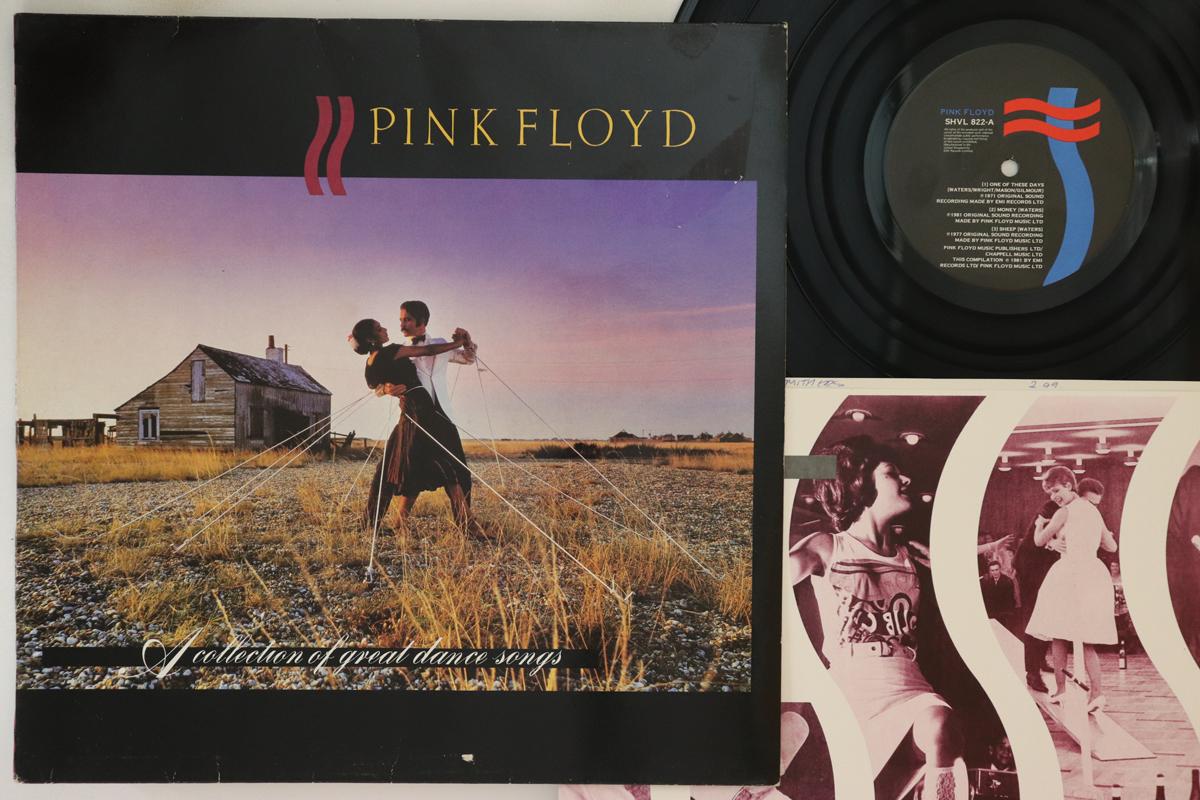 PINK FLOYD
A collection of great dance songs
PINK FLOYD
SHVL 822-A
(1) ONE OF THESE DAYS
(WATERS/WRIGHT/MASON/GILMOUR)
℗1971 ORIGINAL SOUND
RECORDING MADE BY EMI RECORDS LTD
(2) MONEY (WATERS)
℗1981 ORIGINAL SOUND RECORDING
MADE BY PINK FLOYD MUSIC LTD
(3) SHEEP (WATERS)
℗1977 ORIGINAL SOUND RECORDING
MADE BY PINK FLOYD MUSIC LTD
PINK FLOYD MUSIC PUBLISHERS LTD/
CHAPPELL MUSIC LTD
THIS COMPILATION ℗ 1981 BY EMI
RECORDS LTD/ PINK FLOYD MUSIC LTD